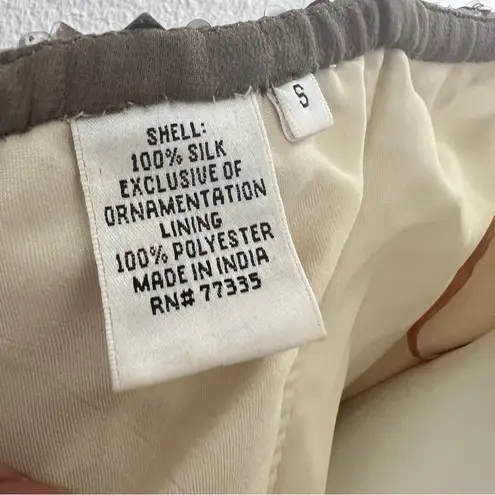 S
SHELL:
100% SILK
EXCLUSIVE OF
ORNAMENTATION
LINING
100% POLYESTER
MADE IN INDIA
RN# 77335